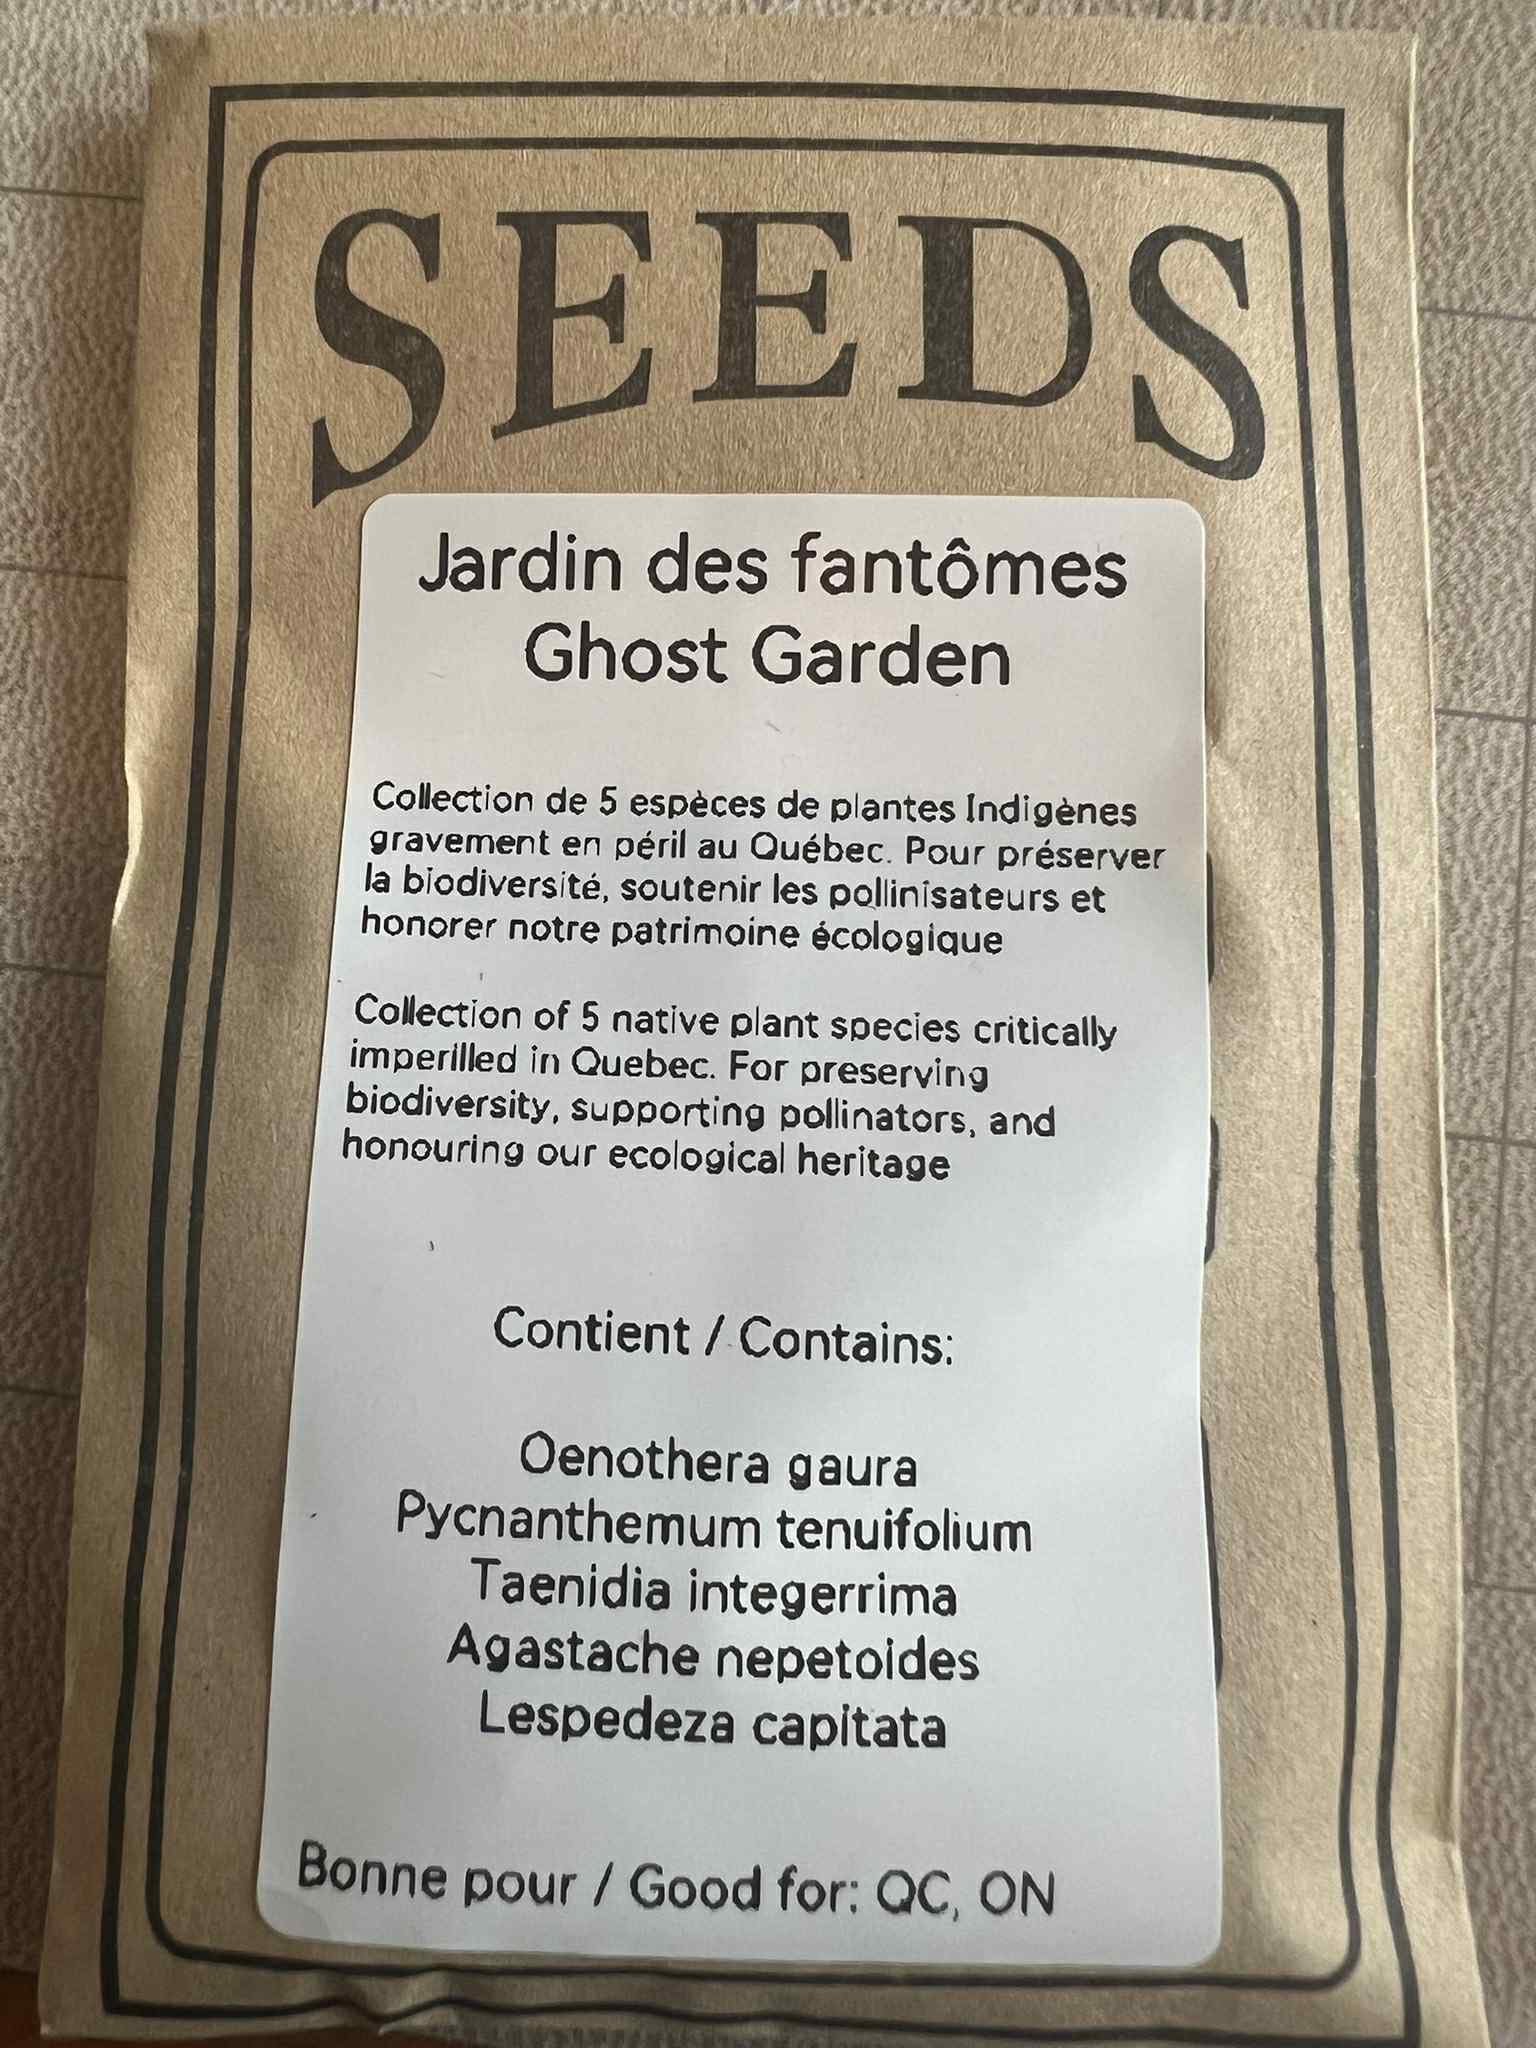 SEEDS
Jardin des fantômes
Ghost Garden
Collection de 5 espèces de plantes Indigènes
gravement en péril au Québec. Pour préserver
la biodiversité, soutenir les pollinisateurs et
honorer notre patrimoine écologique
Collection of 5 native plant species critically
imperilled in Quebec. For preserving
biodiversity, supporting pollinators, and
honouring our ecological heritage
Contient / Contains:
Oenothera gaura
Pycnanthemum tenuifolium
Taenidia integerrima
Agastache nepetoides
Lespedeza capitata
Bonne pour / Good for: QC, ON